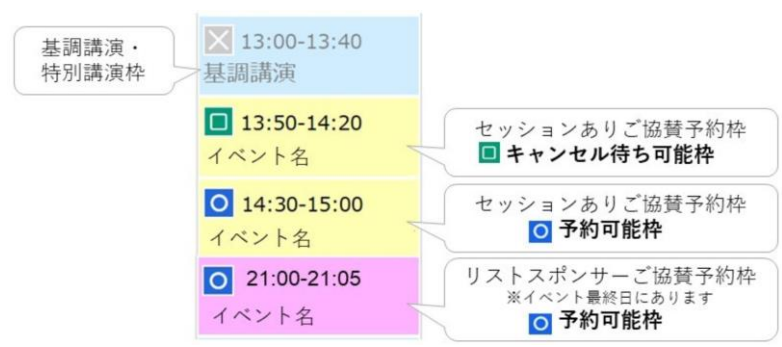 基調講演・
特別講演枠
13:00-13:40
基調講演
13:50-14:20
イベント名
セッションありご協賛予約枠
キャンセル待ち可能枠
14:30-15:00
イベント名
セッションありご協賛予約枠
予約可能枠
21:00-21:05
イベント名
リストスポンサーご協賛予約枠
※イベント最終日にあります
予約可能枠